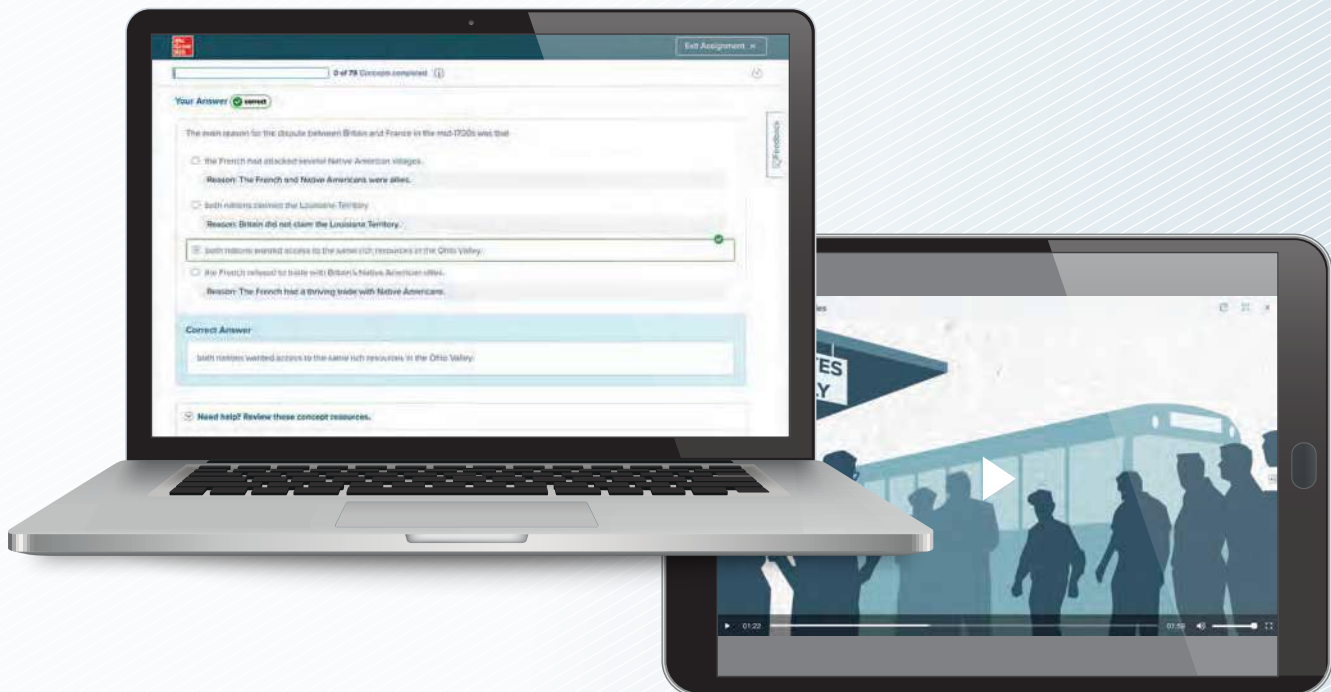 Mc
Graw
Hill
Exit Assignment ×
0 of 79 Concepts completed
Your Answer correct
The main reason for the dispute between Britain and France in the mid-1700s was that
the French had attacked several Native American villages.
Reason: The French and Native Americans were allies.
both nations claimed the Louisiana Territory.
Reason: Britain did not claim the Louisiana Territory.
both nations wanted access to the same rich resources in the Ohio Valley.
the French refused to trade with Britain's Native American allies.
Reason: The French had a thriving trade with Native Americans.
Correct Answer
both nations wanted access to the same rich resources in the Ohio Valley.
Need help? Review these concept resources.
Feedback
TES
LY
01:22